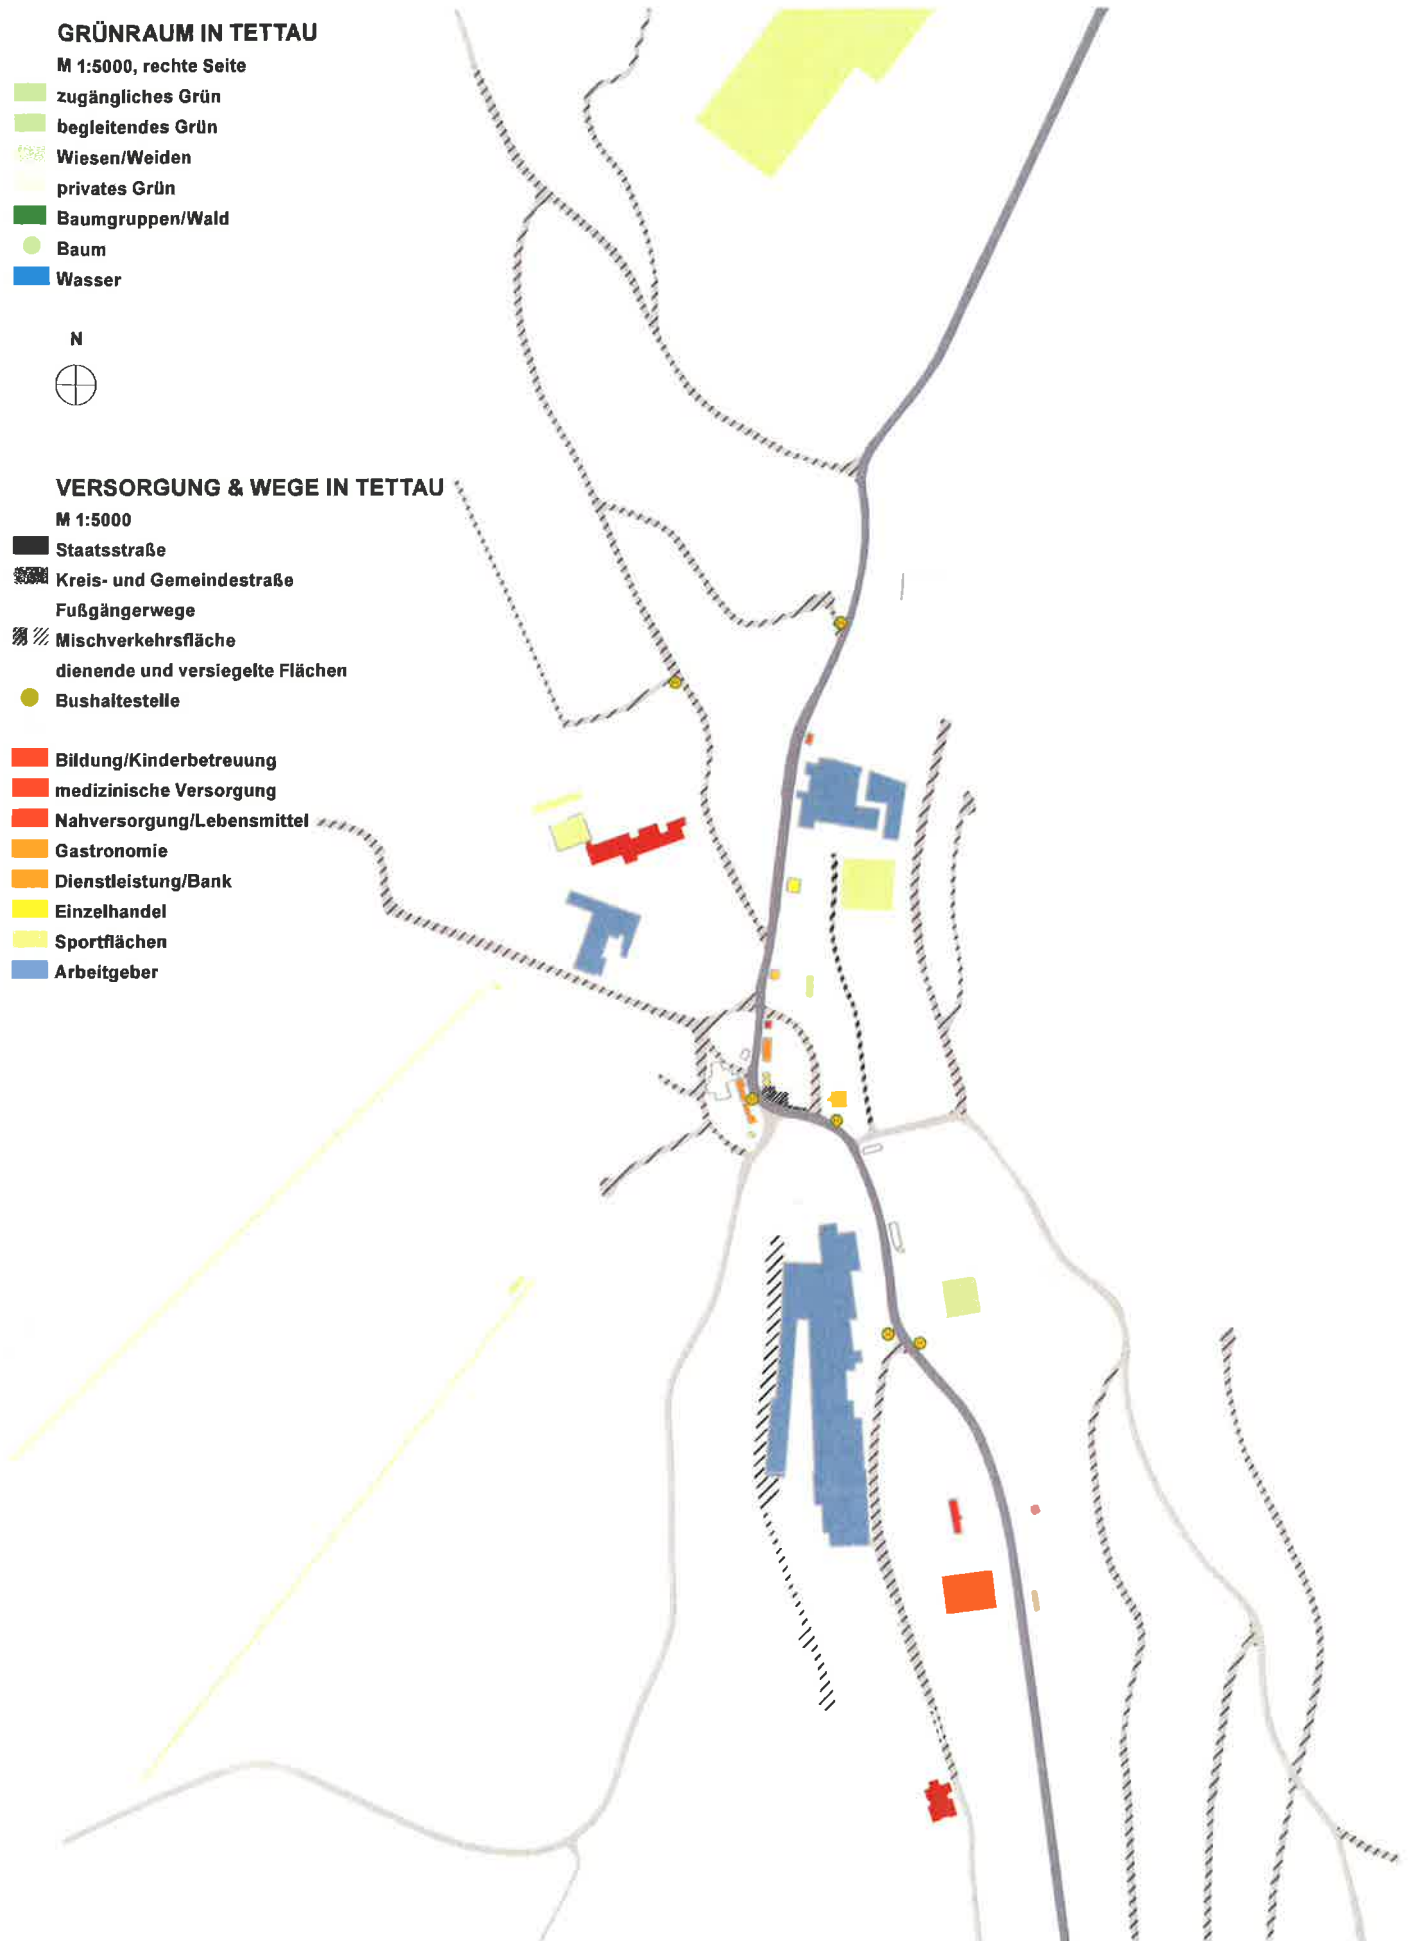 GRÜNRAUM IN TETTAU
M 1:5000, rechte Seite
zugängliches Grün
begleitendes Grün
Wiesen/Weiden
privates Grün
Baumgruppen/Wald
Baum
Wasser
N
VERSORGUNG & WEGE IN TETTAU
M 1:5000
Staatsstraße
Kreis- und Gemeindestraße
Fußgängerwege
Mischverkehrsfläche
dienende und versiegelte Flächen
Bushaltestelle
Bildung/Kinderbetreuung
medizinische Versorgung
Nahversorgung/Lebensmittel
Gastronomie
Dienstleistung/Bank
Einzelhandel
Sportflächen
Arbeitgeber